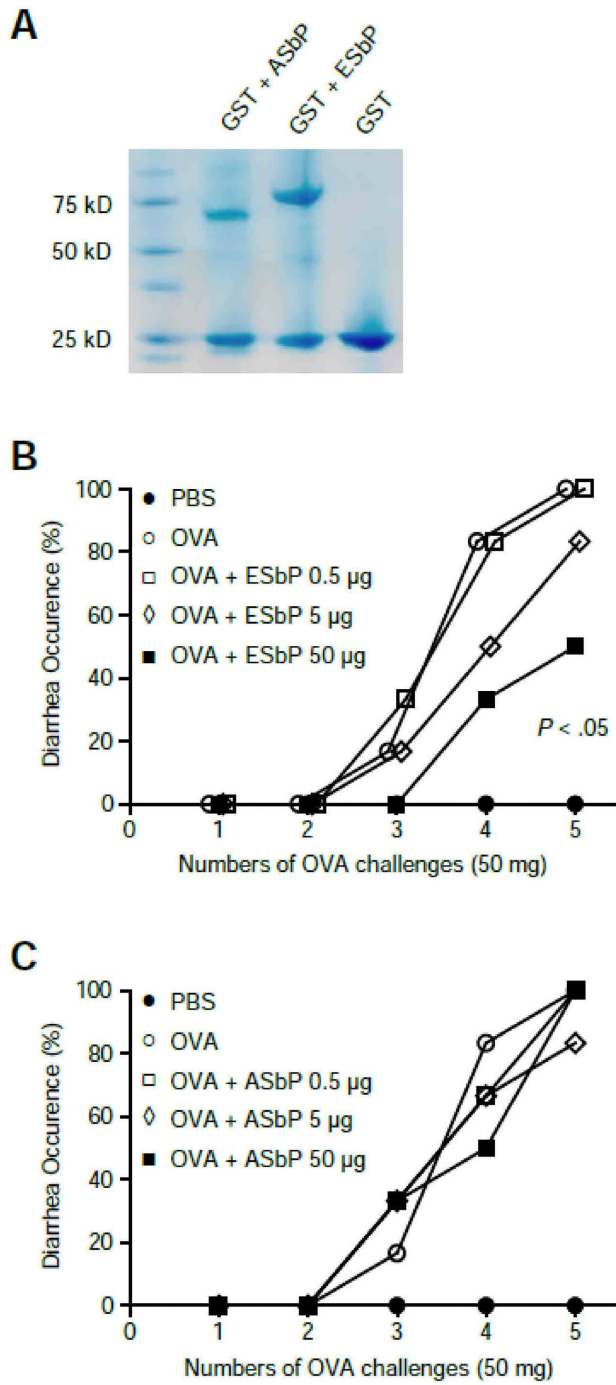 A
GST + ASbP
GST + ESbP
GST
75 kD
50 kD
25 kD
B
Diarrhea Occurence (%)
100
80
60
40
20
0
PBS
OVA
OVA + ESbP 0.5 µg
OVA + ESbP 5 µg
OVA + ESbP 50 µg
P < .05
0 1 2 3 4 5
Numbers of OVA challenges (50 mg)
C
Diarrhea Occurence (%)
100
80
60
40
20
0
PBS
OVA
OVA + ASbP 0.5 µg
OVA + ASbP 5 µg
OVA + ASbP 50 µg
0 1 2 3 4 5
Numbers of OVA challenges (50 mg)